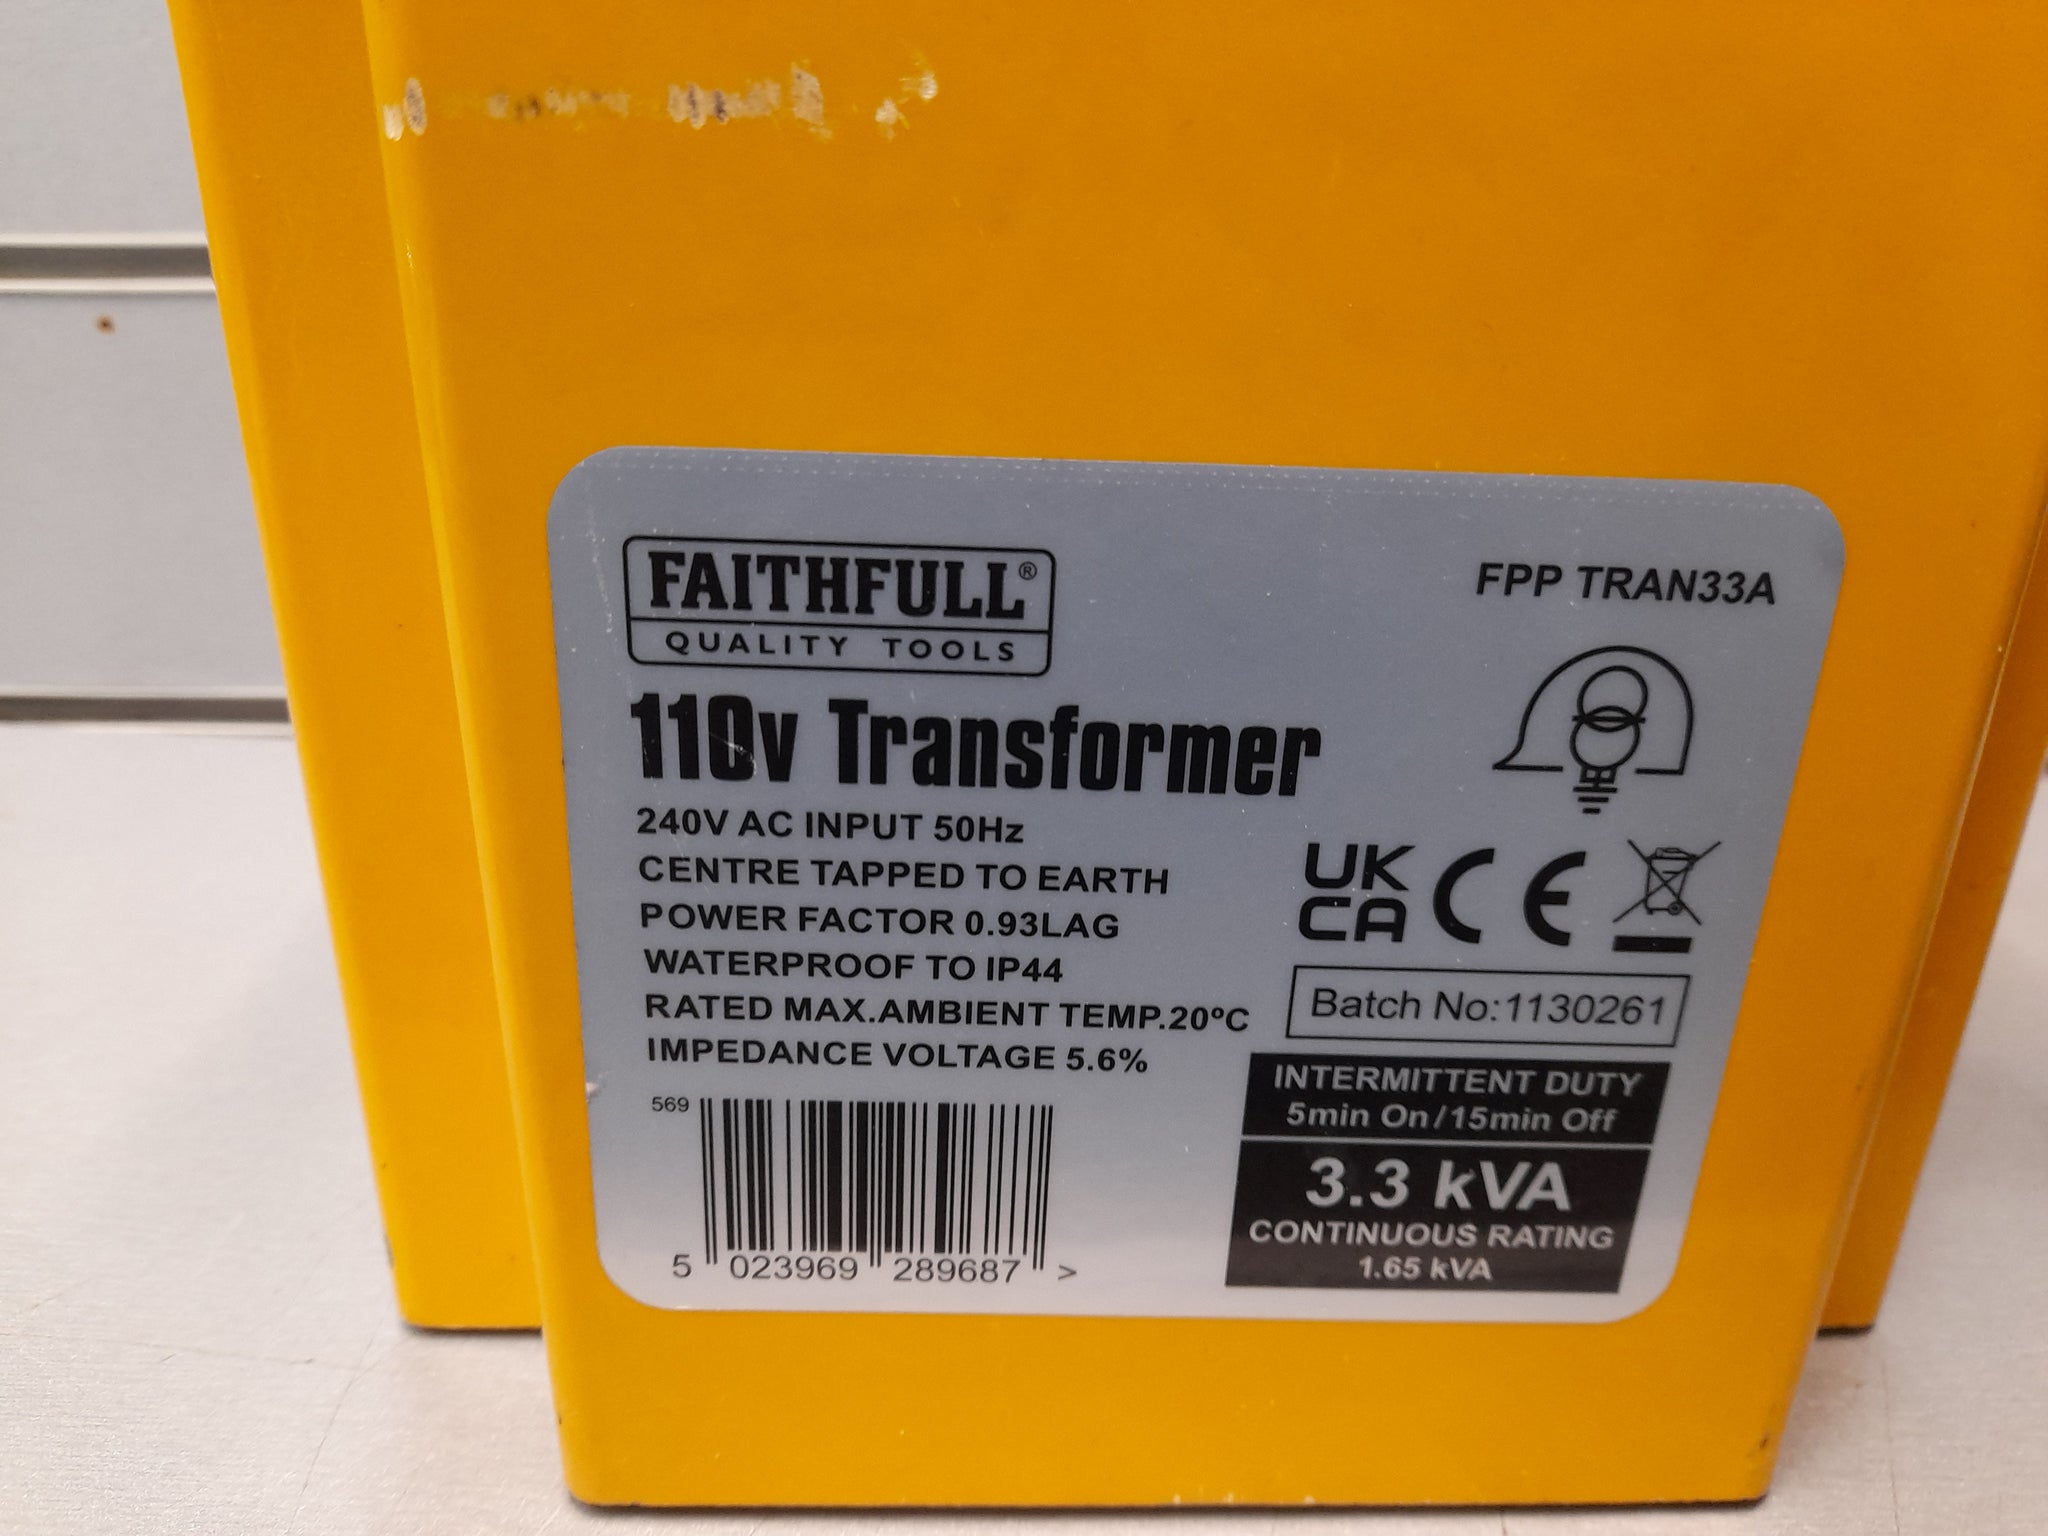 FAITHFULL®
QUALITY TOOLS
FPP TRAN33A
110v Transformer
240V AC INPUT 50Hz
CENTRE TAPPED TO EARTH
POWER FACTOR 0.93LAG
WATERPROOF TO IP44
RATED MAX.AMBIENT TEMP.20ºC
IMPEDANCE VOLTAGE 5.6%
UK
CA CE
Batch No:1130261
INTERMITTENT DUTY
5min On/15min Off
3.3 kVA
CONTINUOUS RATING
1.65 kVA
569
5 023969 289687 >